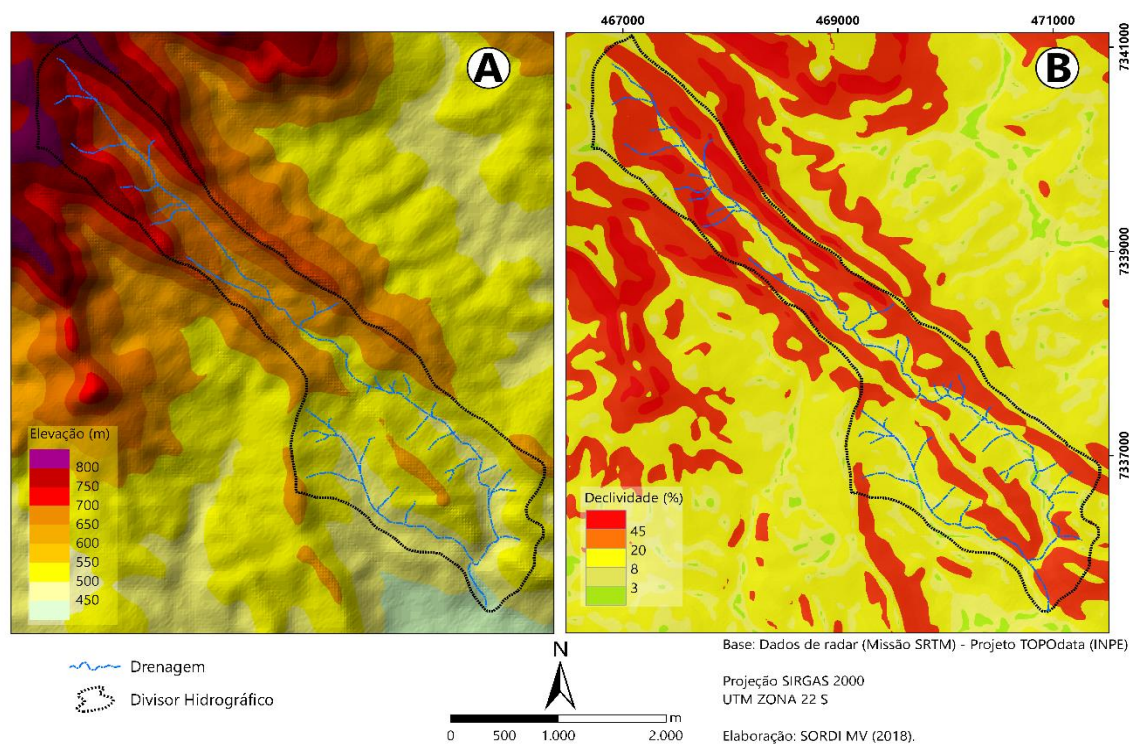 467000
469000
471000
A
B
7341000
7339000
7337000
Elevação (m)
800
750
700
650
600
550
500
450
Declividade (%)
45
20
8
3
Drenagem
Divisor Hidrográfico
N
m
0
500
1.000
2.000
Base: Dados de radar (Missão SRTM) - Projeto TOPOdata (INPE)
Projeção SIRGAS 2000
UTM ZONA 22 S
Elaboração: SORDI MV (2018).